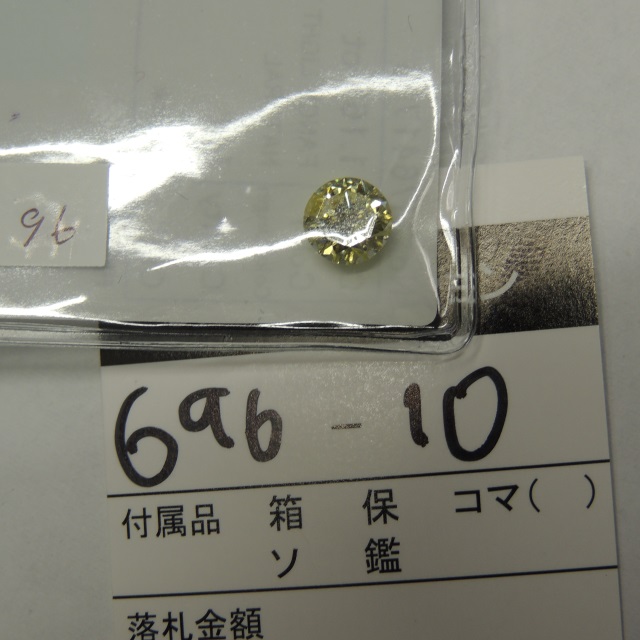 96
696 - 10
付属品 箱 保 コマ( )
ソ 鑑
落札金額